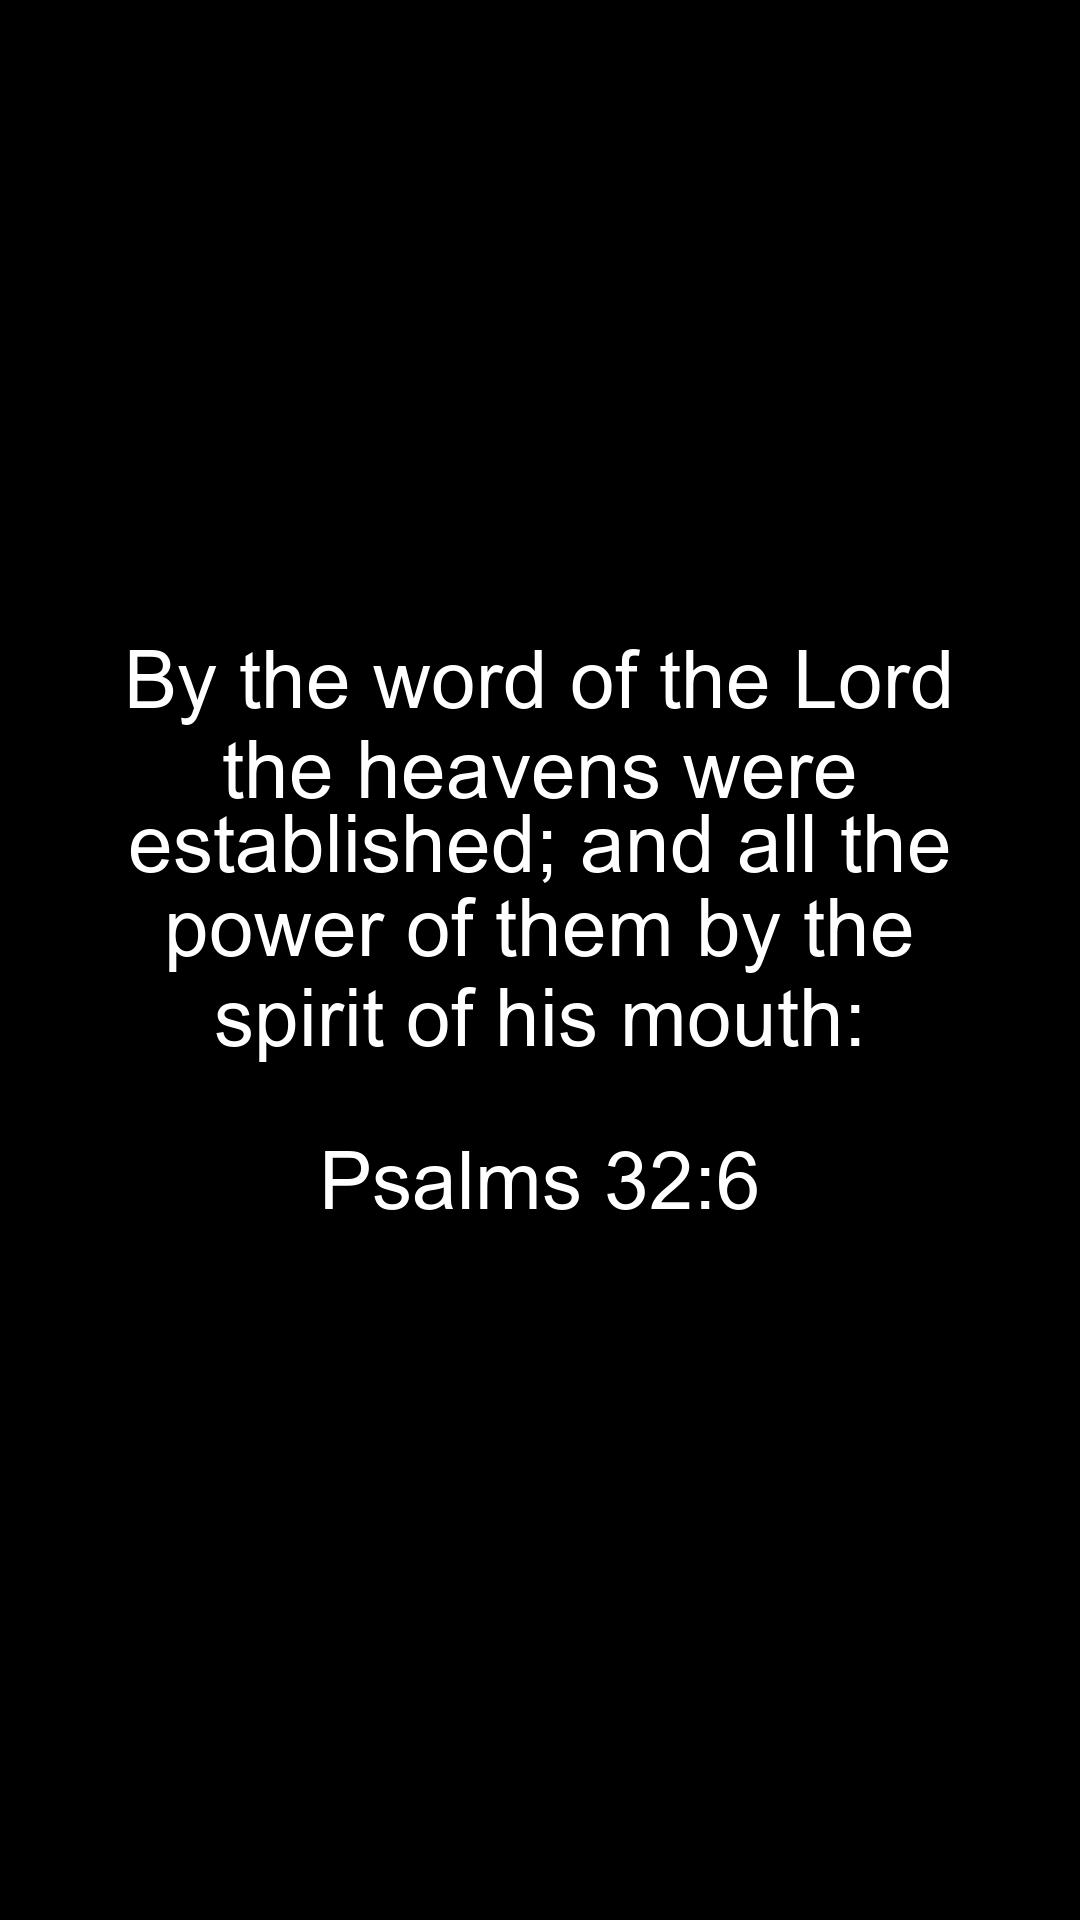 By the word of the Lord
the heavens were
established; and all the
power of them by the
spirit of his mouth:
Psalms 32:6